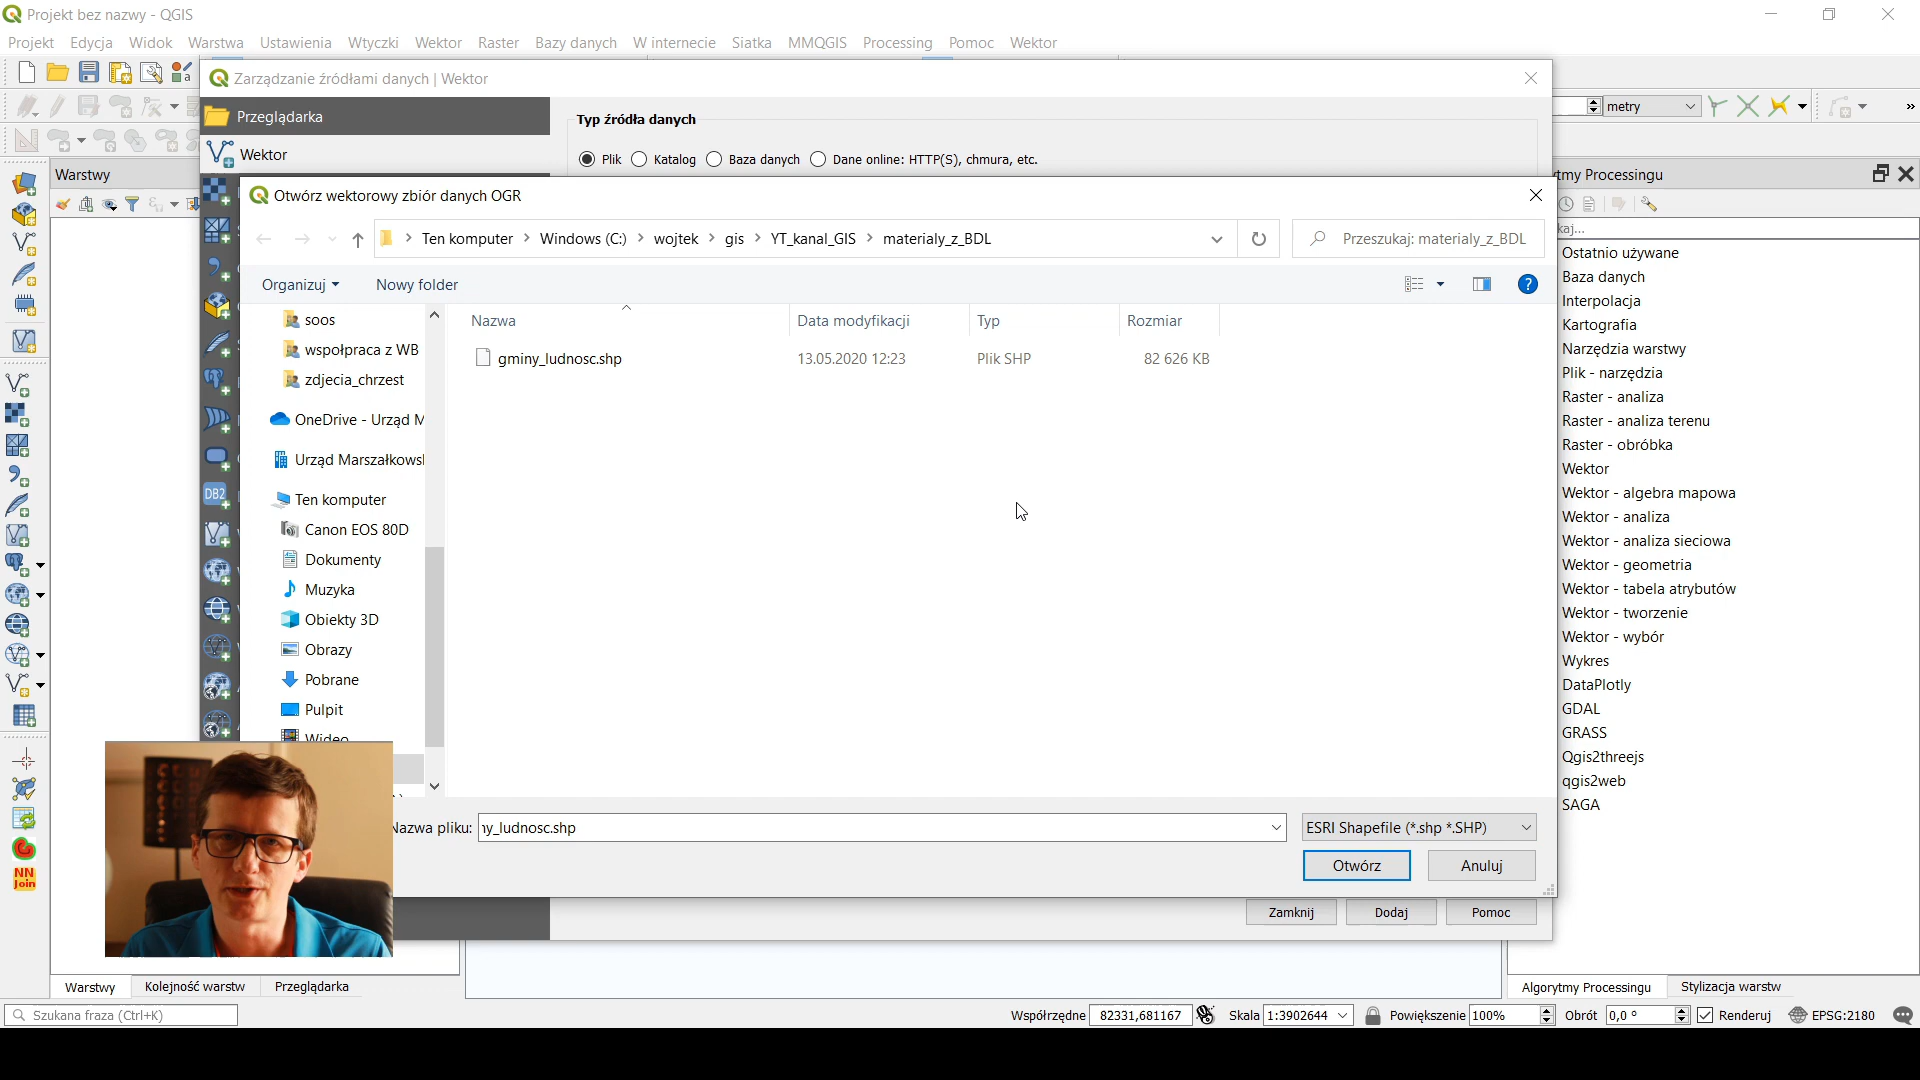 Projekt bez nazwy - QGIS
Projekt Edycja Widok Warstwa Ustawienia Wtyczki Wektor Raster Bazy danych W internecie Siatka MMQGIS Processing Pomoc Wektor
Zarządzanie źródłami danych | Wektor
Przeglądarka
Wektor
Typ źródła danych
Plik Katalog Baza danych Dane online: HTTP(S), chmura, etc.
metry
Warstwy
Otwórz wektorowy zbiór danych OGR
Ten komputer > Windows (C:) > wojtek > gis > YT_kanal_GIS > materialy_z_BDL
Przeszukaj: materialy_z_BDL
Organizuj Nowy folder
Nazwa Data modyfikacji Typ Rozmiar
gminy_ludnosc.shp 13.05.2020 12:23 Plik SHP 82 626 KB
soos
współpraca z WB
zdjecia_chrzest
OneDrive - Urząd M
Urząd Marszałkowsl
Ten komputer
Canon EOS 80D
Dokumenty
Muzyka
Obiekty 3D
Obrazy
Pobrane
Pulpit
Wideo
DB2
Nazwa pliku: ny_ludnosc.shp
ESRI Shapefile (*.shp *.SHP)
Otwórz Anuluj
Zamknij Dodaj Pomoc
tmy Processingu
kaj...
Ostatnio używane
Baza danych
Interpolacja
Kartografia
Narzędzia warstwy
Plik - narzędzia
Raster - analiza
Raster - analiza terenu
Raster - obróbka
Wektor
Wektor - algebra mapowa
Wektor - analiza
Wektor - analiza sieciowa
Wektor - geometria
Wektor - tabela atrybutów
Wektor - tworzenie
Wektor - wybór
Wykres
DataPlotly
GDAL
GRASS
Qgis2threejs
qgis2web
SAGA
NN
Join
Warstwy Kolejność warstw Przeglądarka
Algorytmy Processingu Stylizacja warstw
Szukana fraza (Ctrl+K)
Współrzędne 82331,681167 Skala 1:3902644 Powiększenie 100% Obrót 0,0 ° Renderuj EPSG:2180